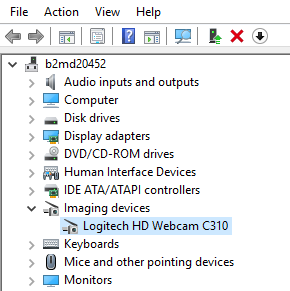 File Action View Help
b2md20452
Audio inputs and outputs
Computer
Disk drives
Display adapters
DVD/CD-ROM drives
Human Interface Devices
IDE ATA/ATAPI controllers
Imaging devices
Logitech HD Webcam C310
Keyboards
Mice and other pointing devices
Monitors